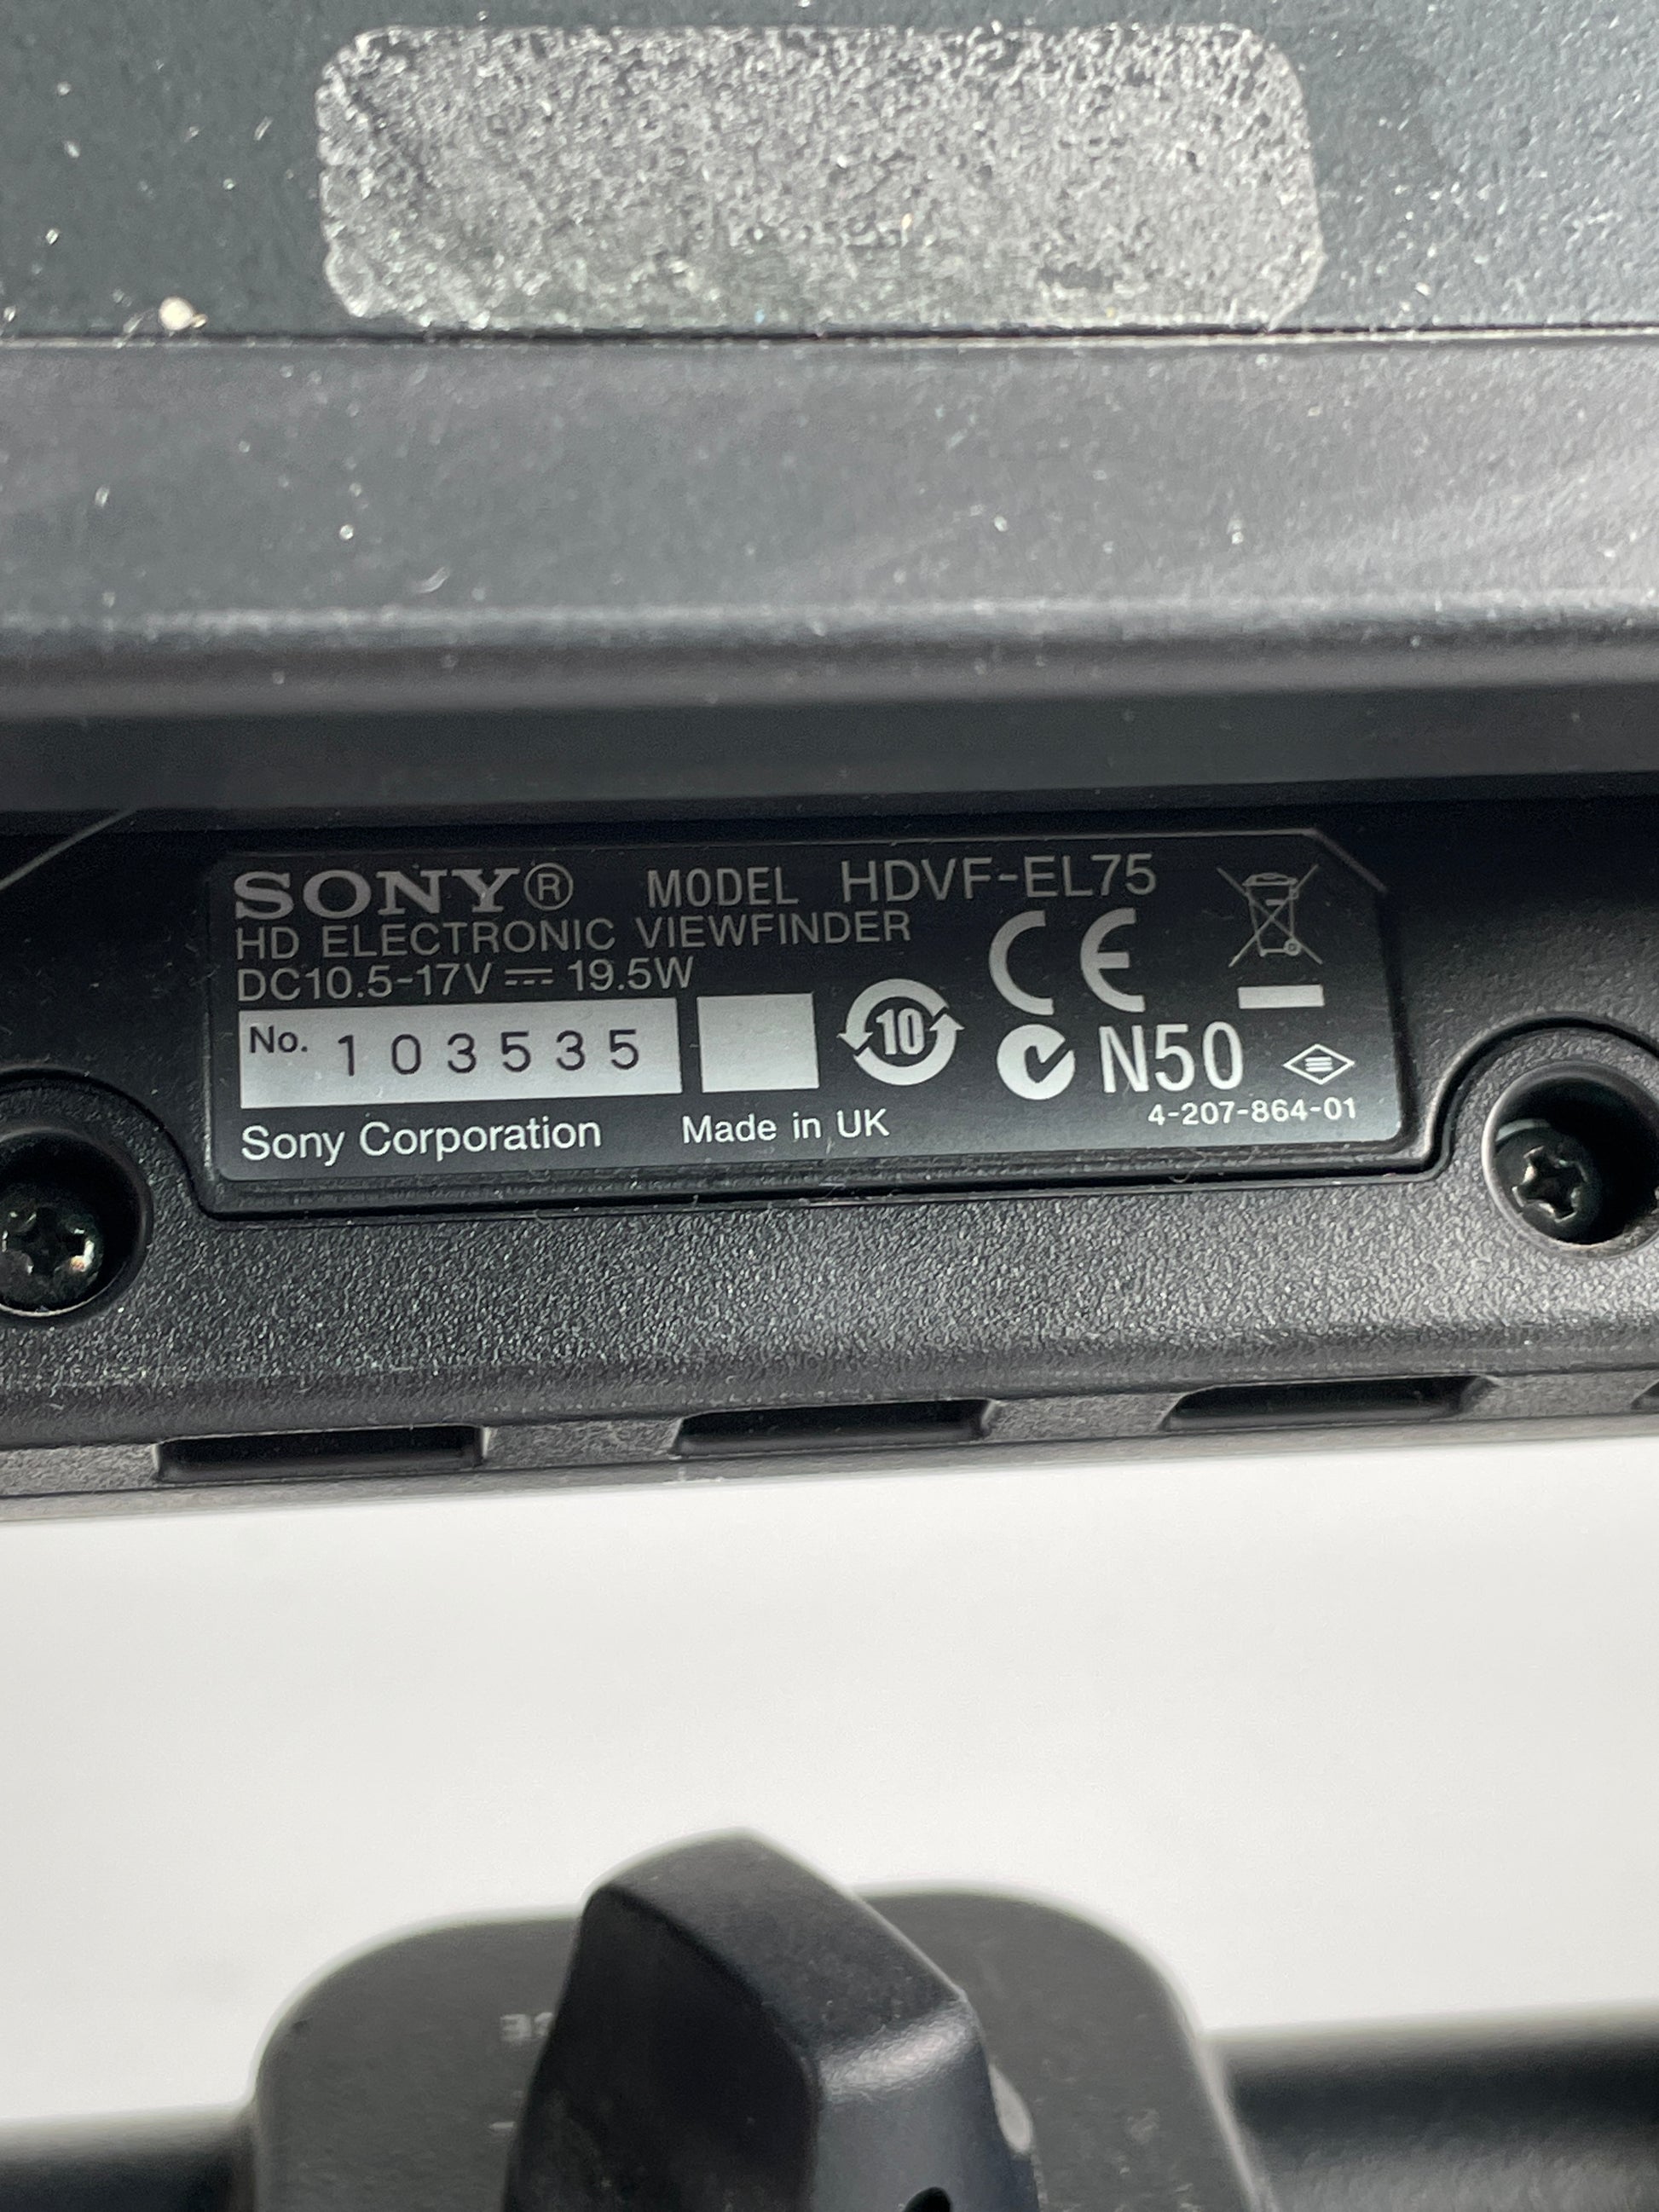 SONY® MODEL HDVF-EL75
HD ELECTRONIC VIEWFINDER
DC10.5-17V ⎓ 19.5W
No. 103535
10
CE
N50
Sony Corporation Made in UK 4-207-864-01